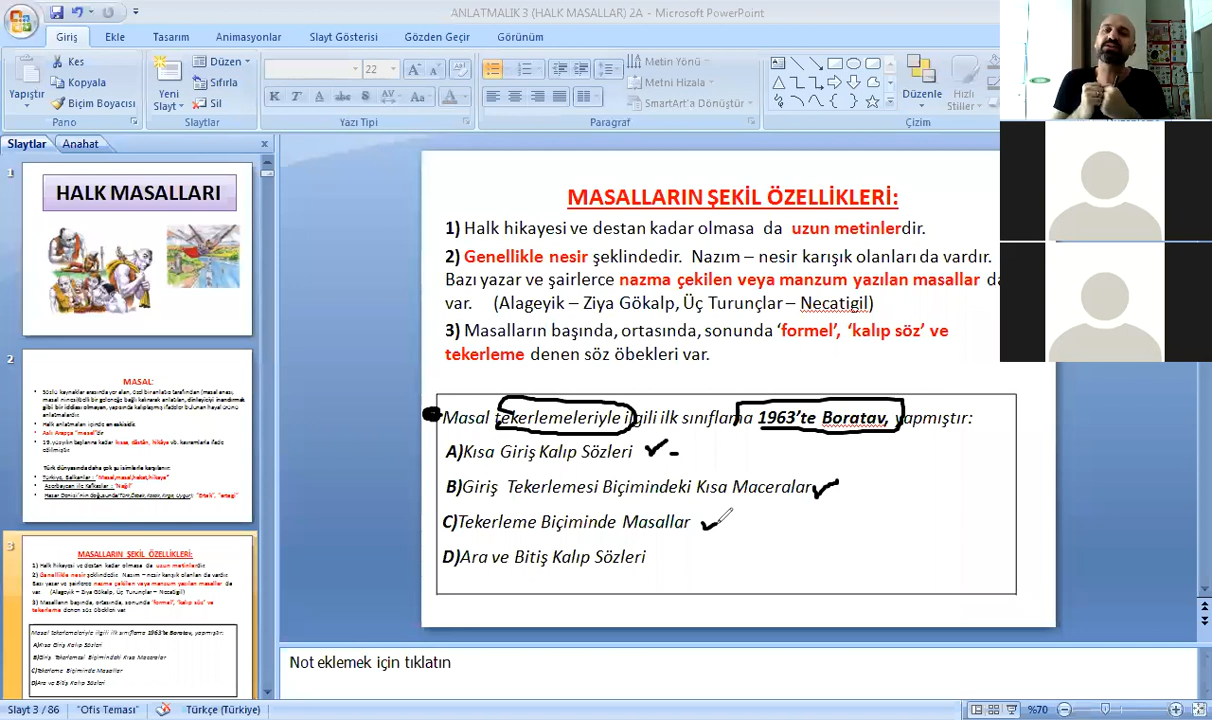 ANLATMALIK 3 (HALK MASALLAR) 2A - Microsoft PowerPoint
Giriş Ekle Tasarım Animasyonlar Slayt Gösterisi Gözden Geçir Görünüm
Yapıştır
Kes
Kopyala
Biçim Boyacısı
Pano
Yeni Slayt
Düzen
Sıfırla
Sil
Slaytlar
22
K T A abc S AV Aa A
Yazı Tipi
Metin Yönü
Metni Hizala
SmartArt'a Dönüştür
Paragraf
Düzenle
Hızlı
Stiller
Çizim
Slaytlar Anahat
1
HALK MASALLARI
2
MASAL:
3
MASALLARIN ŞEKİL ÖZELLİKLERİ:
1) Halk hikayesi ve destan kadar olmasa da uzun metinlerdir.
2) Genellikle nesir şeklindedir. Nazım – nesir karışık olanları da vardır.
Bazı yazar ve şairlerce nazma çekilen veya manzum yazılan masallar da
var. (Alageyik – Ziya Gökalp, Üç Turunçlar – Necatigil)
3) Masalların başında, ortasında, sonunda ‘formel’, ‘kalıp söz’ ve
tekerleme denen söz öbekleri var.
Masal tekerlemeleriyle ilgili ilk sınıflama 1963’te Boratav, yapmıştır:
A)Kısa Giriş Kalıp Sözleri
B)Giriş Tekerlemesi Biçimindeki Kısa Maceralar
C)Tekerleme Biçiminde Masallar
D)Ara ve Bitiş Kalıp Sözleri
Not eklemek için tıklatın
Slayt 3 / 86 "Ofis Teması" Türkçe (Türkiye) %70